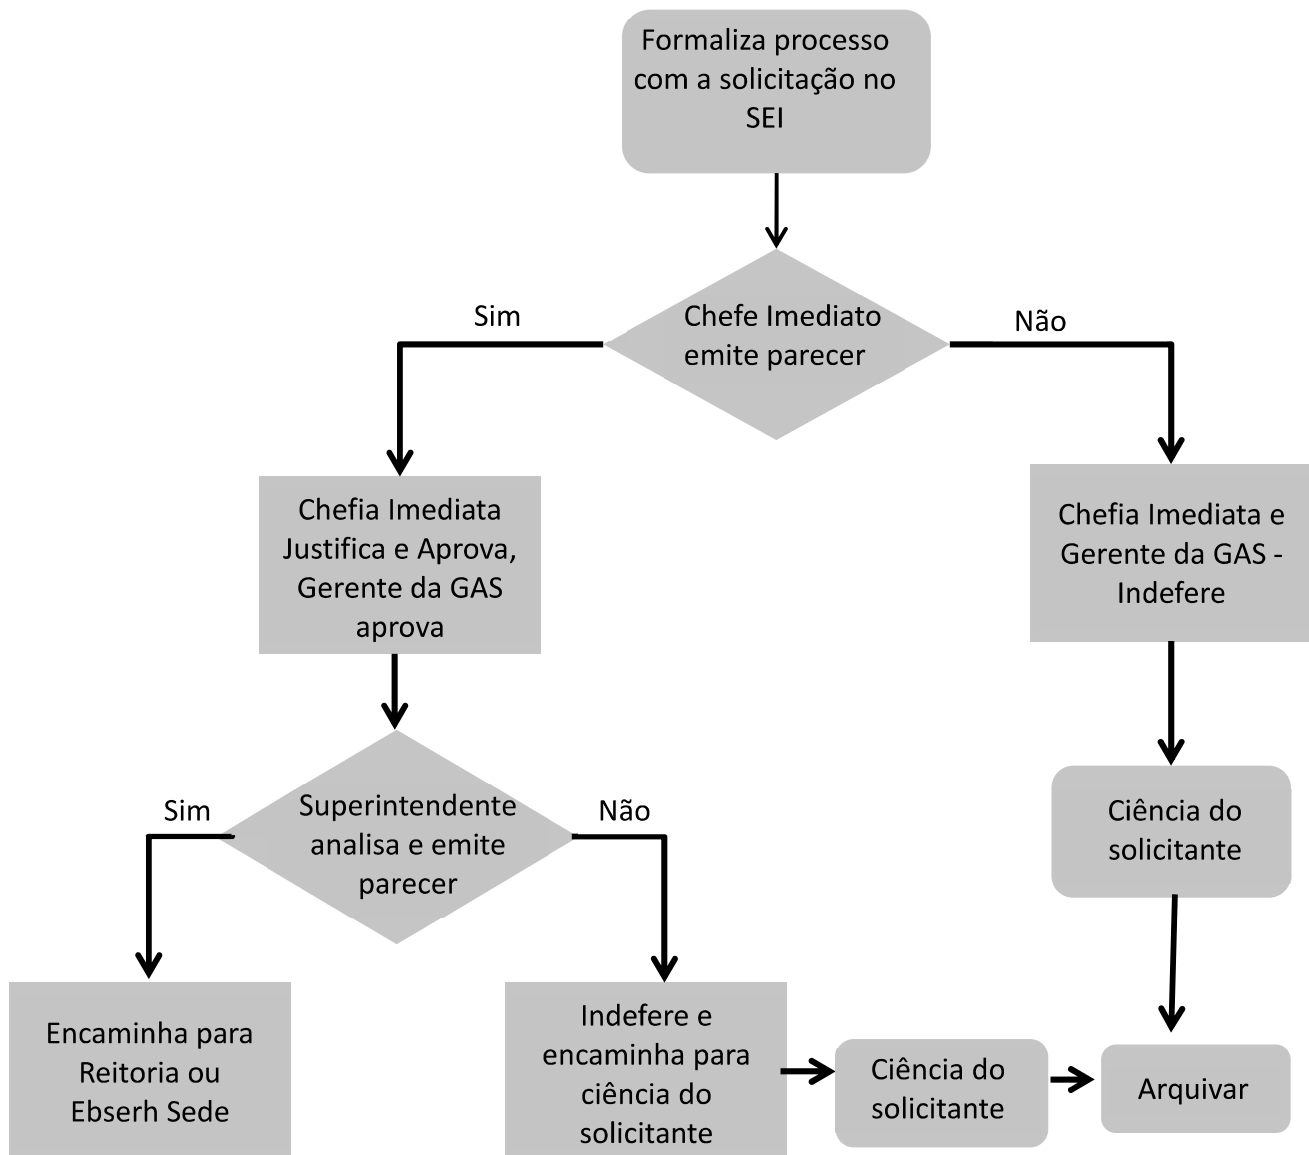 Formaliza processo
com a solicitação no
SEI
Sim
Chefe Imediato
emite parecer
Não
Chefia Imediata
Justifica e Aprova,
Gerente da GAS
aprova
Chefia Imediata e
Gerente da GAS -
Indefere
Sim
Superintendente
analisa e emite
parecer
Não
Ciência do
solicitante
Encaminha para
Reitoria ou
Ebserh Sede
Indefere e
encaminha para
ciência do
solicitante
Ciência do
solicitante
Arquivar